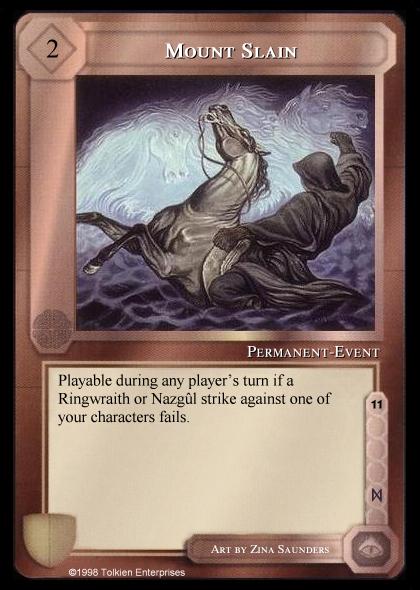 2
MOUNT SLAIN
PERMANENT-EVENT
Playable during any player's turn if a
Ringwraith or Nazgûl strike against one of
your characters fails.
11
ᛞ
ART BY ZINA SAUNDERS
©1998 Tolkien Enterprises